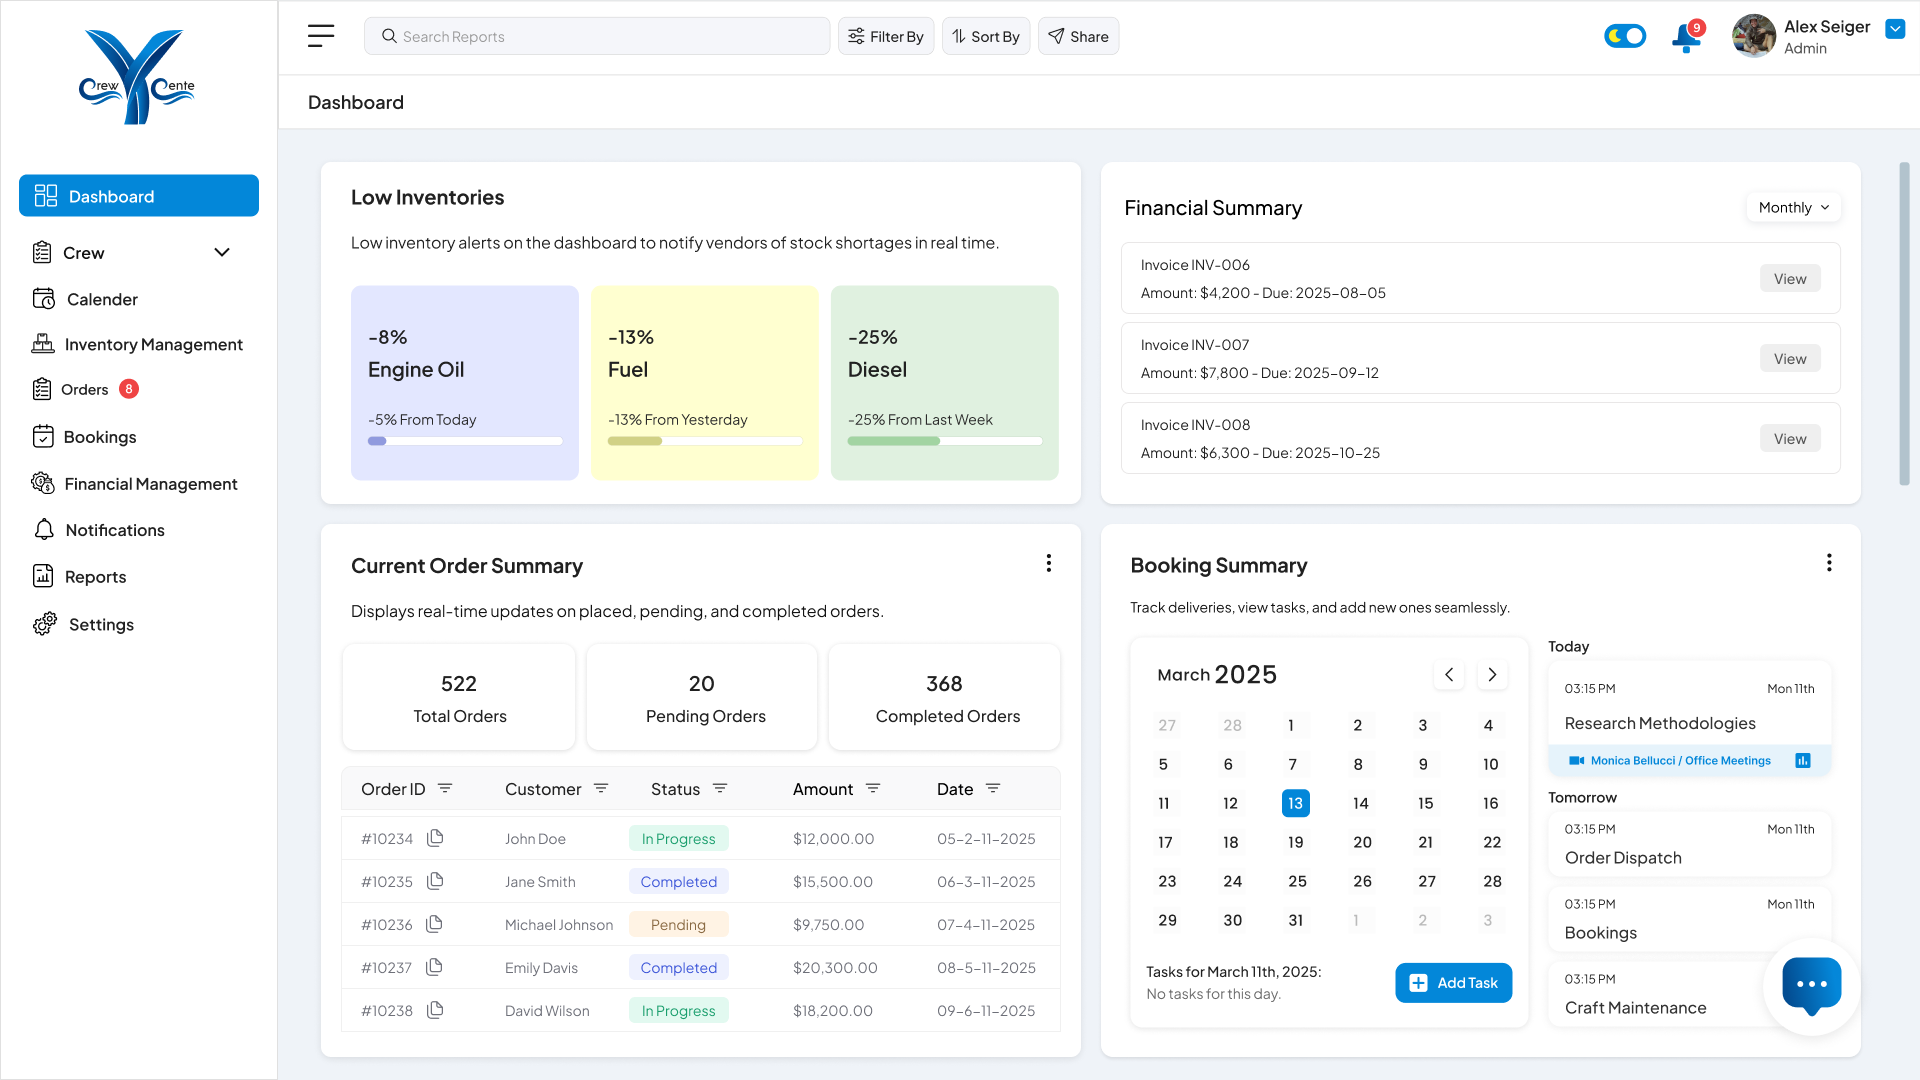 Crew Cente
Dashboard
Crew
Calender
Inventory Management
Orders 8
Bookings
Financial Management
Notifications
Reports
Settings
Search Reports
Filter By
Sort By
Share
9
Alex Seiger
Admin
Dashboard
Low Inventories
Low inventory alerts on the dashboard to notify vendors of stock shortages in real time.
-8%
Engine Oil
-5% From Today
-13%
Fuel
-13% From Yesterday
-25%
Diesel
-25% From Last Week
Financial Summary
Monthly
Invoice INV-006
Amount: $4,200 - Due: 2025-08-05
View
Invoice INV-007
Amount: $7,800 - Due: 2025-09-12
View
Invoice INV-008
Amount: $6,300 - Due: 2025-10-25
View
Current Order Summary
Displays real-time updates on placed, pending, and completed orders.
522
Total Orders
20
Pending Orders
368
Completed Orders
Order ID Customer Status Amount Date
#10234 John Doe In Progress $12,000.00 05-2-11-2025
#10235 Jane Smith Completed $15,500.00 06-3-11-2025
#10236 Michael Johnson Pending $9,750.00 07-4-11-2025
#10237 Emily Davis Completed $20,300.00 08-5-11-2025
#10238 David Wilson In Progress $18,200.00 09-6-11-2025
Booking Summary
Track deliveries, view tasks, and add new ones seamlessly.
March 2025
27 28 1 2 3 4
5 6 7 8 9 10
11 12 13 14 15 16
17 18 19 20 21 22
23 24 25 26 27 28
29 30 31 1 2 3
Tasks for March 11th, 2025:
No tasks for this day.
Add Task
Today
03:15 PM Mon 11th
Research Methodologies
Monica Bellucci / Office Meetings
Tomorrow
03:15 PM Mon 11th
Order Dispatch
03:15 PM Mon 11th
Bookings
03:15 PM
Craft Maintenance